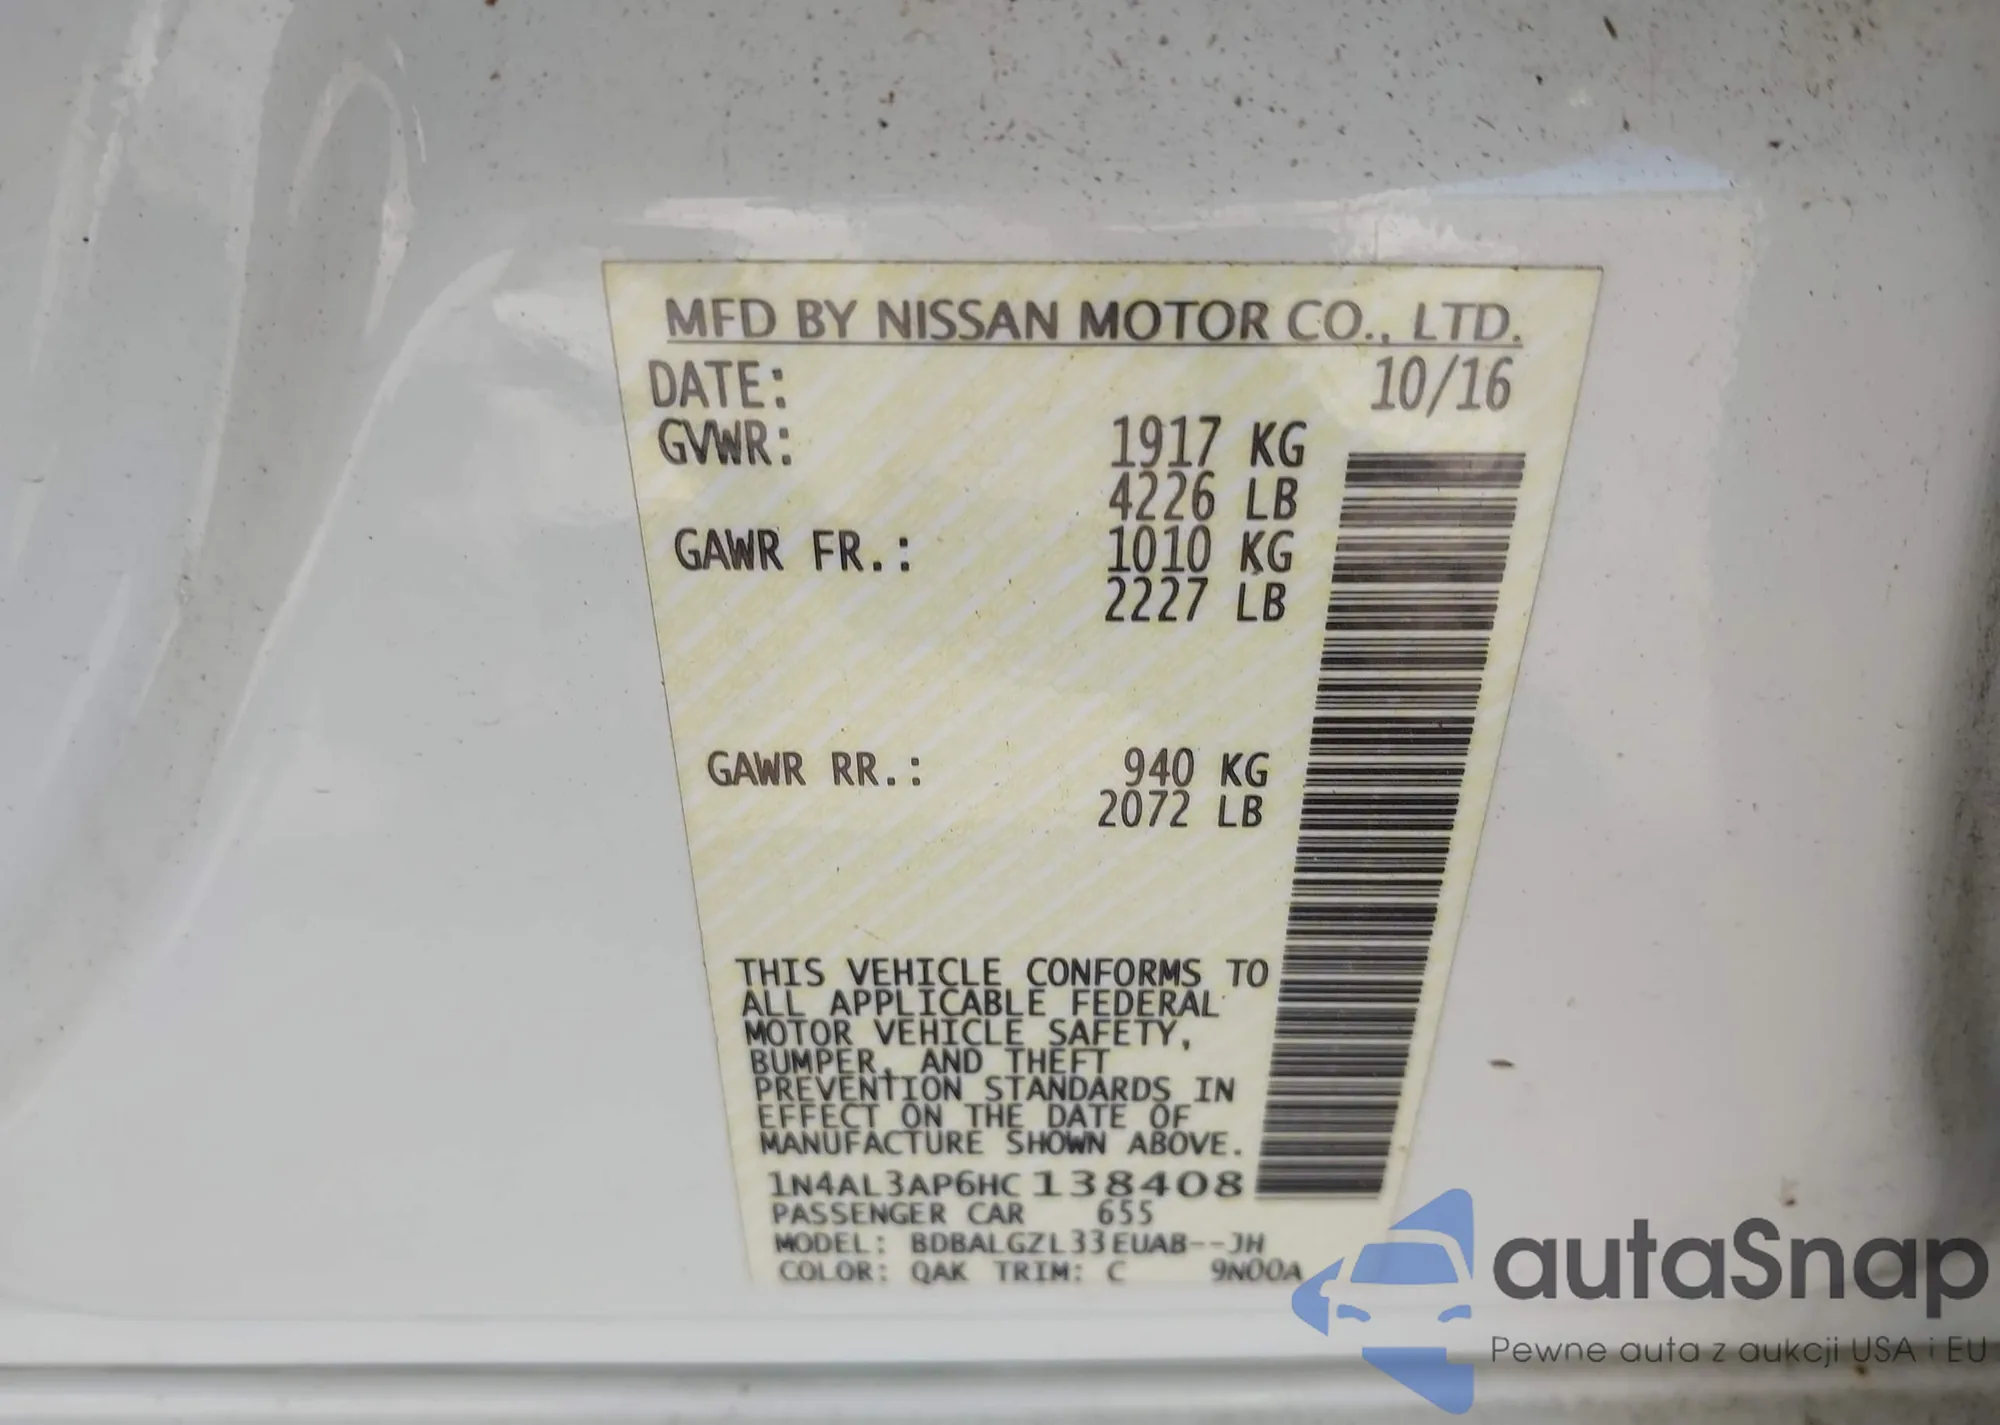 MFD BY NISSAN MOTOR CO., LTD.
DATE: 10/16
GVWR: 1917 KG
4226 LB
GAWR FR.: 1010 KG
2227 LB
GAWR RR.: 940 KG
2072 LB
THIS VEHICLE CONFORMS TO
ALL APPLICABLE FEDERAL
MOTOR VEHICLE SAFETY,
BUMPER, AND THEFT
PREVENTION STANDARDS IN
EFFECT ON THE DATE OF
MANUFACTURE SHOWN ABOVE.
1N4AL3AP6HC138408
PASSENGER CAR 655
MODEL: BDBALGZL33EUAB--JH
COLOR: QAK TRIM: C 9N00A
autaSnap
Pewne auta z aukcji USA i EU